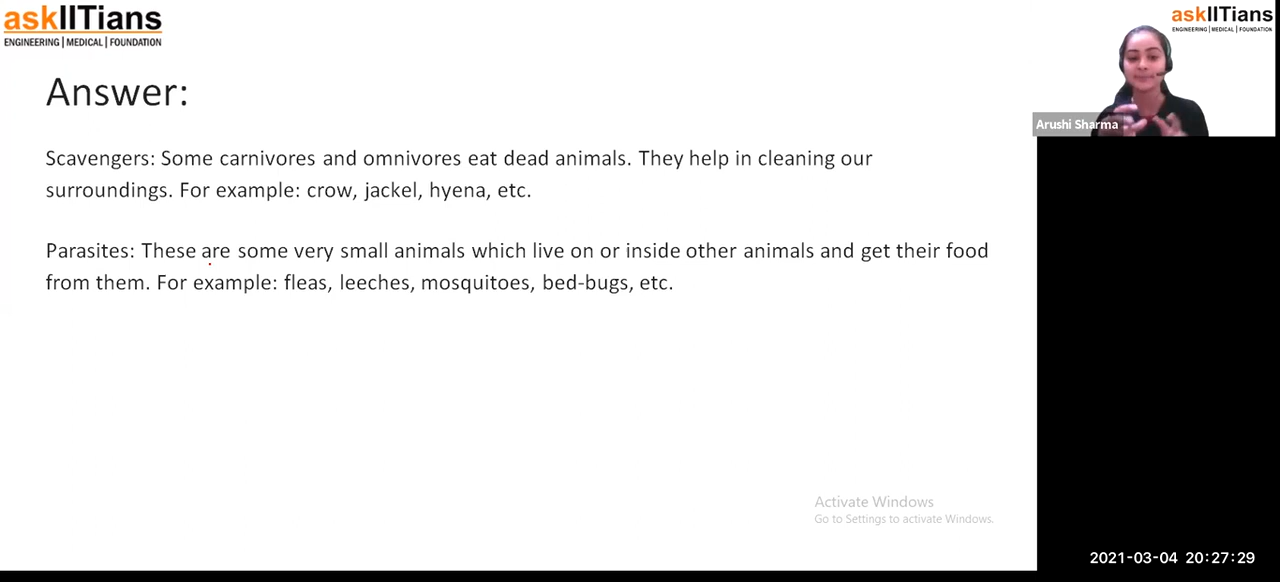 askIITians
ENGINEERING | MEDICAL | FOUNDATION
askIITians
ENGINEERING | MEDICAL | FOUNDATION
Arushi Sharma
Answer:
Scavengers: Some carnivores and omnivores eat dead animals. They help in cleaning our
surroundings. For example: crow, jackel, hyena, etc.
Parasites: These are some very small animals which live on or inside other animals and get their food
from them. For example: fleas, leeches, mosquitoes, bed-bugs, etc.
Activate Windows
Go to Settings to activate Windows.
2021-03-04 20:27:29